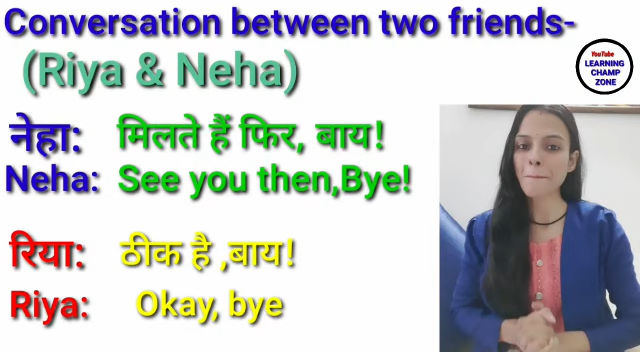 Conversation between two friends-
(Riya & Neha)
YouTube
LEARNING
CHAMP
ZONE
नेहा: मिलते हैं फिर, बाय!
Neha: See you then,Bye!
रिया: ठीक है ,बाय!
Riya: Okay, bye